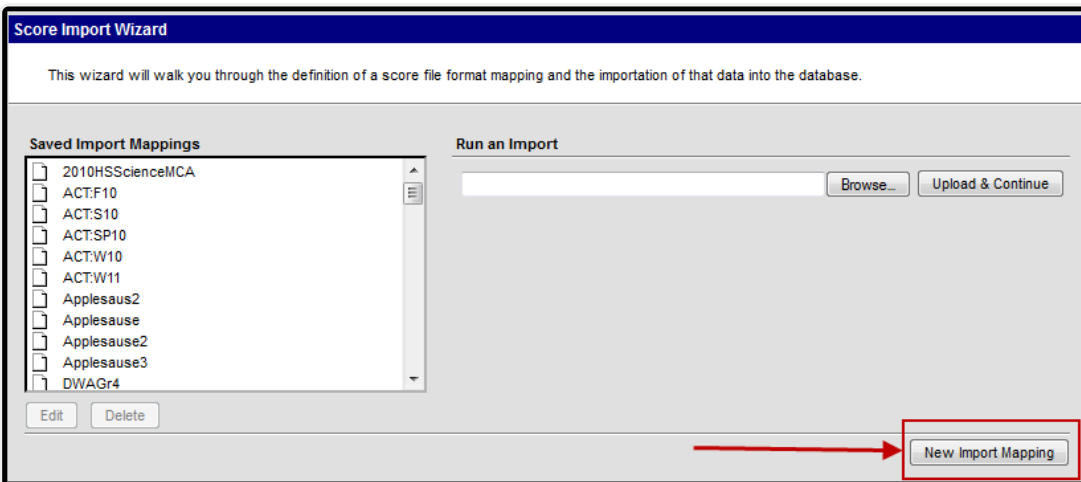 Score Import Wizard
This wizard will walk you through the definition of a score file format mapping and the importation of that data into the database.
Saved Import Mappings
2010HSScienceMCA
ACT:F10
ACT:S10
ACT:SP10
ACT:W10
ACT:W11
Applesaus2
Applesause
Applesause2
Applesause3
DWAGr4
Edit Delete
Run an Import
Browse... Upload & Continue
New Import Mapping